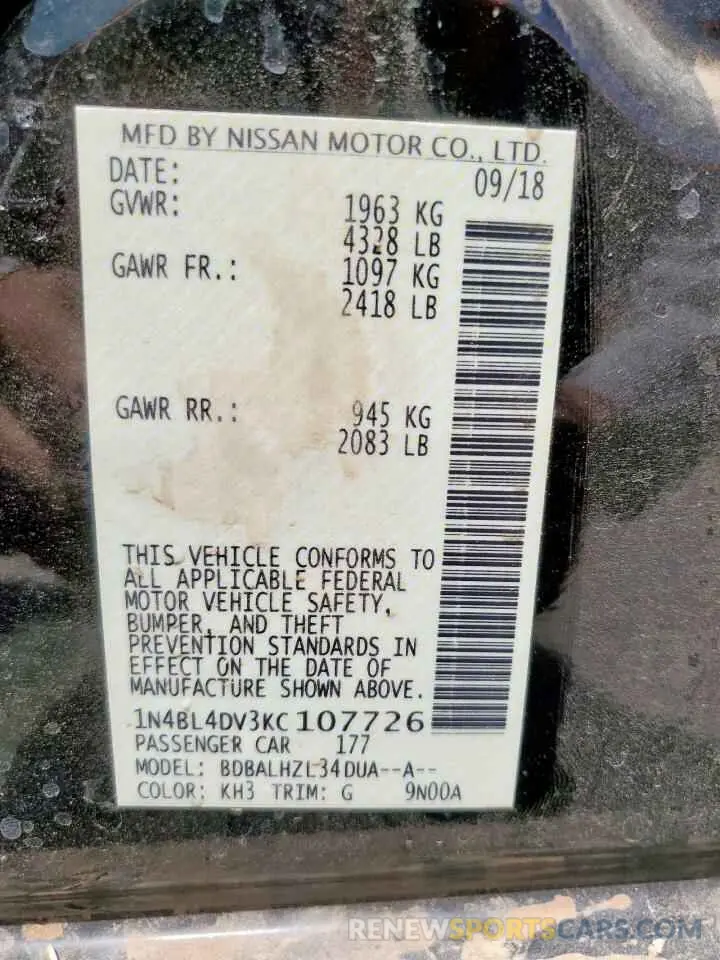 MFD BY NISSAN MOTOR CO., LTD.
DATE: 09/18
GVWR: 1963 KG
4328 LB
GAWR FR.: 1097 KG
2418 LB
GAWR RR.: 945 KG
2083 LB
THIS VEHICLE CONFORMS TO
ALL APPLICABLE FEDERAL
MOTOR VEHICLE SAFETY,
BUMPER, AND THEFT
PREVENTION STANDARDS IN
EFFECT ON THE DATE OF
MANUFACTURE SHOWN ABOVE.
1N4BL4DV3KC107726
PASSENGER CAR 177
MODEL: BDBALHZL34DUA--A--
COLOR: KH3 TRIM: G 9N00A
RENEWSPORTSCARS.COM